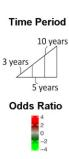 Time Period
10 years
3 years
5 years
Odds Ratio
4
2
0
-2
-4